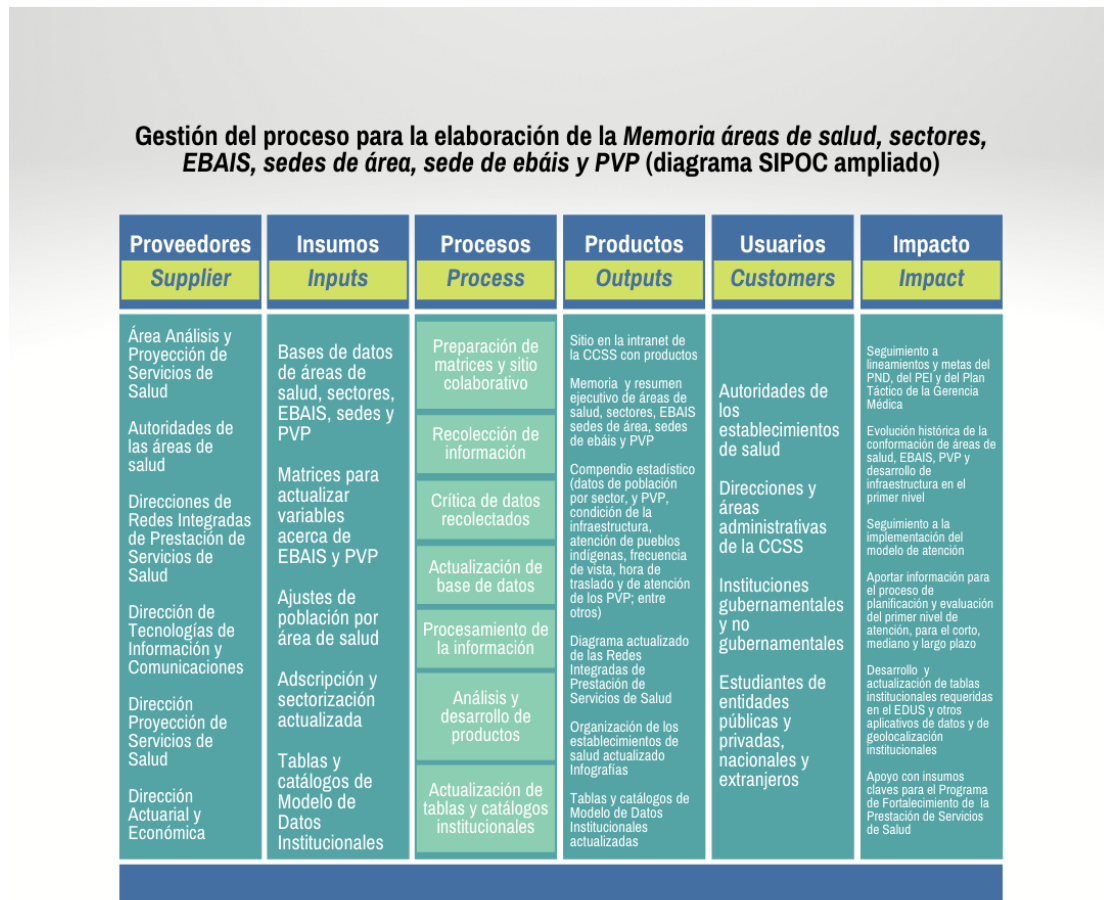 Gestión del proceso para la elaboración de la Memoria áreas de salud, sectores,
EBAIS, sedes de área, sede de ebáis y PVP (diagrama SIPOC ampliado)
Proveedores
Supplier
Área Análisis y
Proyección de
Servicios de
Salud
Autoridades de
las áreas de
salud
Direcciones de
Redes Integradas
de Prestación de
Servicios de
Salud
Dirección de
Tecnologías de
Información y
Comunicaciones
Dirección
Proyección de
Servicios de
Salud
Dirección
Actuarial y
Económica
Insumos
Inputs
Bases de datos
de áreas de
salud, sectores,
EBAIS, sedes y
PVP
Matrices para
actualizar
variables
acerca de
EBAIS y PVP
Ajustes de
población por
área de salud
Adscripción y
sectorización
actualizada
Tablas y
catálogos de
Modelo de
Datos
Institucionales
Procesos
Process
Preparación de
matrices y sitio
colaborativo
Recolección de
información
Crítica de datos
recolectados
Actualización de
base de datos
Procesamiento de
la información
Análisis y
desarrollo de
productos
Actualización de
tablas y catálogos
institucionales
Productos
Outputs
Sitio en la intranet de
la CCSS con productos
Memoria y resumen
ejecutivo de áreas de
salud, sectores, EBAIS
sedes de área, sedes
de ebáis y PVP
Compendio estadístico
(datos de población
por sector, y PVP,
condición de la
infraestructura,
atención de pueblos
indígenas, frecuencia
de vista, hora de
traslado y de atención
de los PVP; entre
otros)
Diagrama actualizado
de las Redes
Integradas de
Prestación de
Servicios de Salud
Organización de los
establecimientos de
salud actualizado
Infografías
Tablas y catálogos de
Modelo de Datos
Institucionales
actualizadas
Usuarios
Customers
Autoridades de
los
establecimientos
de salud
Direcciones y
áreas
administrativas
de la CCSS
Instituciones
gubernamentales
y no
gubernamentales
Estudiantes de
entidades
públicas y
privadas,
nacionales y
extranjeros
Impacto
Impact
Seguimiento a
lineamientos y metas del
PND, del PEI y del Plan
Táctico de la Gerencia
Médica
Evolución histórica de la
conformación de áreas de
salud, EBAIS, PVP y
desarrollo de
infraestructura en el
primer nivel
Seguimiento a la
implementación del
modelo de atención
Aportar información para
el proceso de
planificación y evaluación
del primer nivel de
atención, para el corto,
mediano y largo plazo
Desarrollo y
actualización de tablas
institucionales requeridas
en el EDUS y otros
aplicativos de datos y de
geolocalización
institucionales
Apoyo con insumos
claves para el Programa
de Fortalecimiento de la
Prestación de Servicios
de Salud